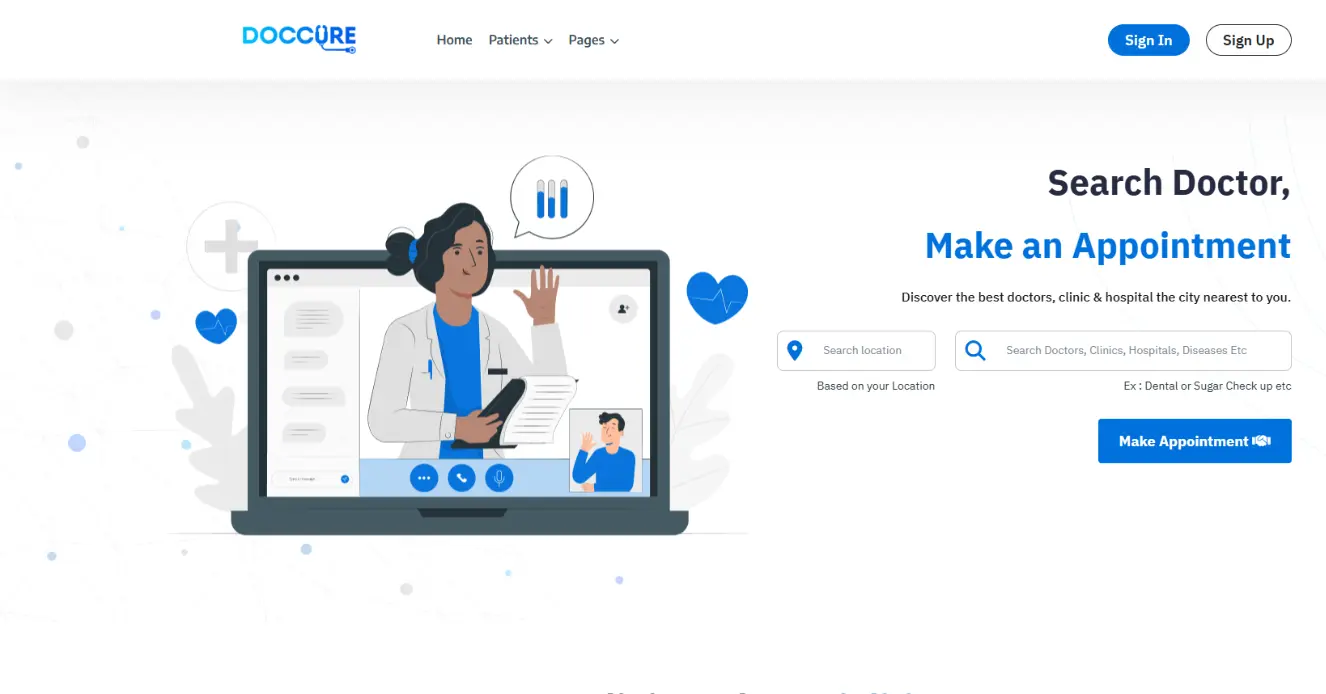 DOCCURE
Home Patients Pages
Sign In Sign Up
Search Doctor,
Make an Appointment
Discover the best doctors, clinic & hospital the city nearest to you.
Search location
Search Doctors, Clinics, Hospitals, Diseases Etc
Based on your Location
Ex : Dental or Sugar Check up etc
Make Appointment